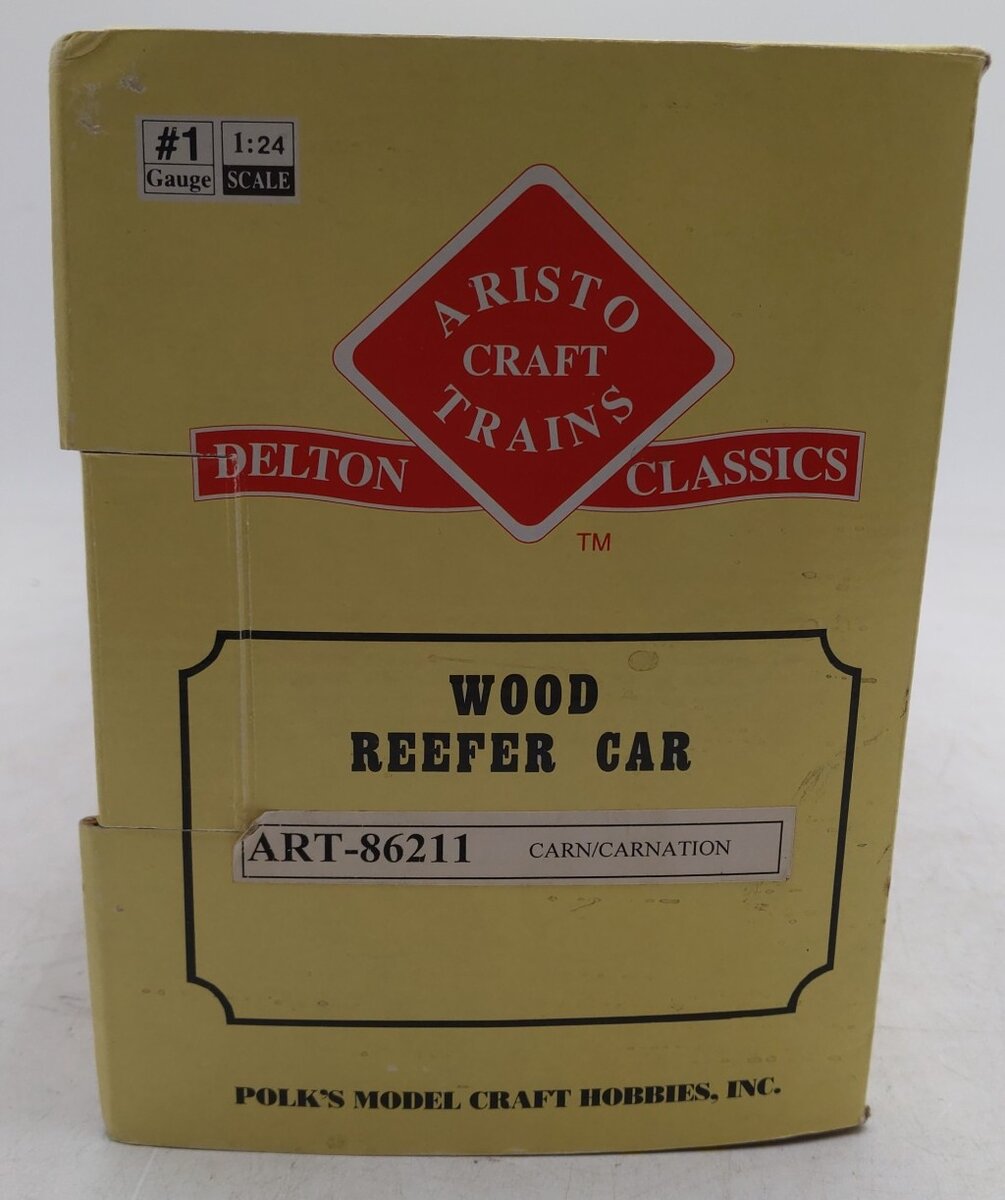 #1 1:24
Gauge SCALE
ARISTO
CRAFT
TRAINS
DELTON CLASSICS
TM
WOOD
REEFER CAR
ART-86211 CARN/CARNATION
POLK'S MODEL CRAFT HOBBIES, INC.